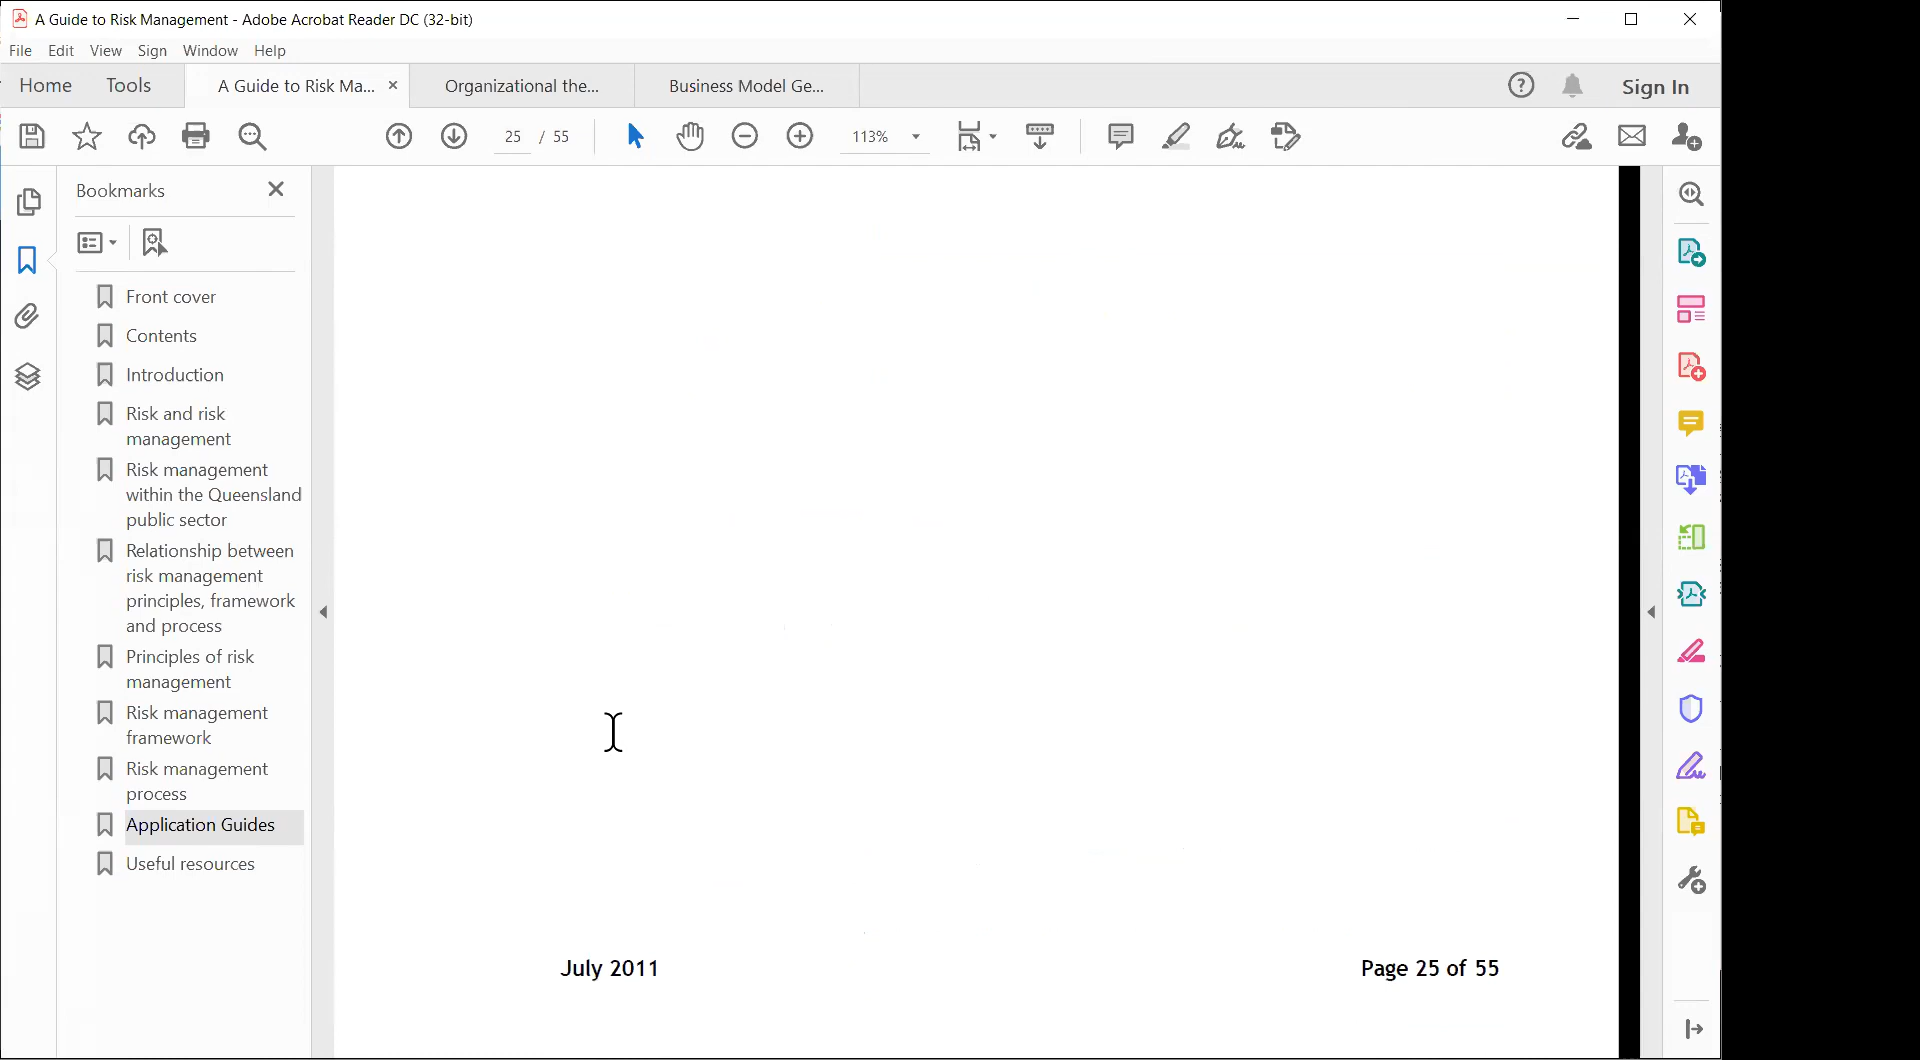 A Guide to Risk Management - Adobe Acrobat Reader DC (32-bit)
File Edit View Sign Window Help
Home Tools A Guide to Risk Ma... × Organizational the... Business Model Ge... Sign In
25 / 55 113%
Bookmarks
Front cover
Contents
Introduction
Risk and risk
management
Risk management
within the Queensland
public sector
Relationship between
risk management
principles, framework
and process
Principles of risk
management
Risk management
framework
Risk management
process
Application Guides
Useful resources
July 2011 Page 25 of 55